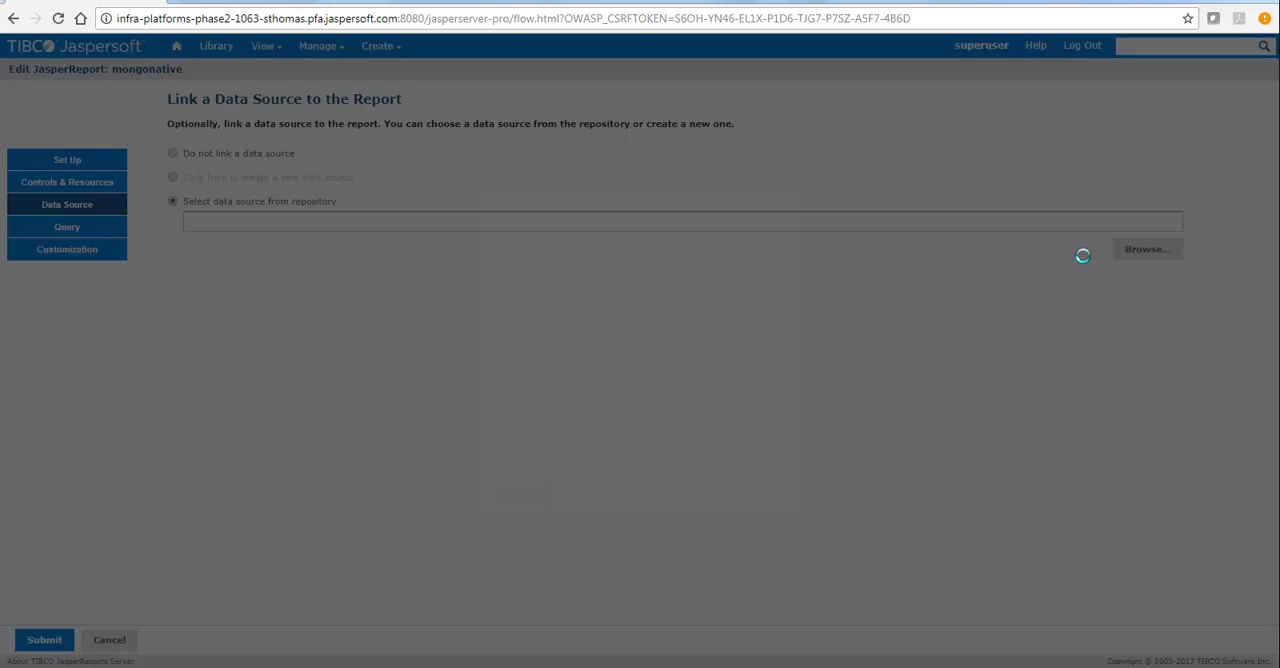 infra-platforms-phase2-1063-sthomas.pfa.jaspersoft.com:8080/jasperserver-pro/flow.html?OWASP_CSRFTOKEN=S6OH-YN46-EL1X-P1D6-TJG7-P7SZ-A5F7-4B6D
TIBCO Jaspersoft Library View Manage Create superuser Help Log Out
Edit JasperReport: mongonative
Link a Data Source to the Report
Optionally, link a data source to the report. You can choose a data source from the repository or create a new one.
Do not link a data source
Click here to create a new data source
Select data source from repository
Browse...
Set Up
Controls & Resources
Data Source
Query
Customization
Submit Cancel
About TIBCO JasperReports Server Copyright © 2005-2017 TIBCO Software Inc.